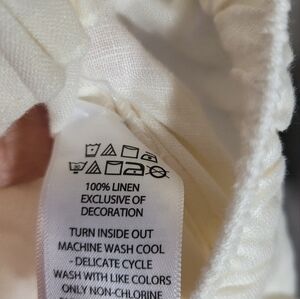 100% LINEN
EXCLUSIVE OF
DECORATION
TURN INSIDE OUT
MACHINE WASH COOL
- DELICATE CYCLE
WASH WITH LIKE COLORS
ONLY NON-CHLORINE